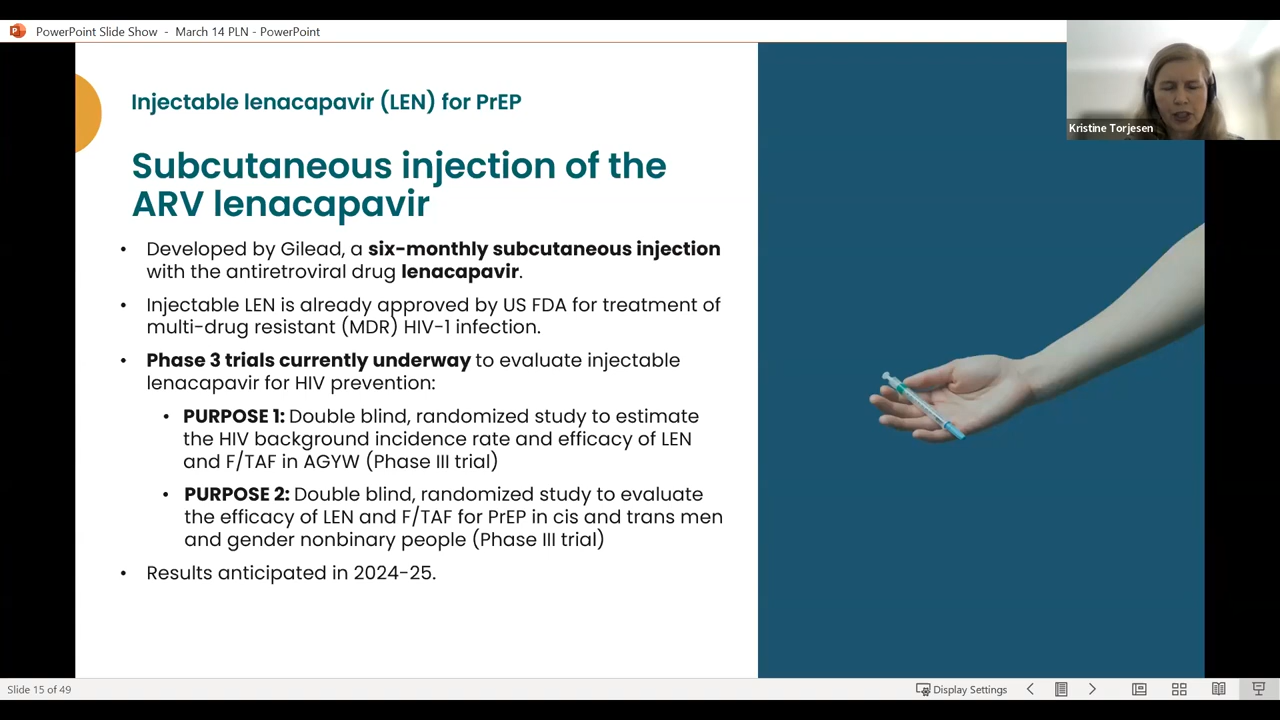 PowerPoint Slide Show - March 14 PLN - PowerPoint
Kristine Torjesen
Injectable lenacapavir (LEN) for PrEP
Subcutaneous injection of the
ARV lenacapavir
• Developed by Gilead, a six-monthly subcutaneous injection
with the antiretroviral drug lenacapavir.
• Injectable LEN is already approved by US FDA for treatment of
multi-drug resistant (MDR) HIV-1 infection.
• Phase 3 trials currently underway to evaluate injectable
lenacapavir for HIV prevention:
• PURPOSE 1: Double blind, randomized study to estimate
the HIV background incidence rate and efficacy of LEN
and F/TAF in AGYW (Phase III trial)
• PURPOSE 2: Double blind, randomized study to evaluate
the efficacy of LEN and F/TAF for PrEP in cis and trans men
and gender nonbinary people (Phase III trial)
• Results anticipated in 2024-25.
Slide 15 of 49
Display Settings